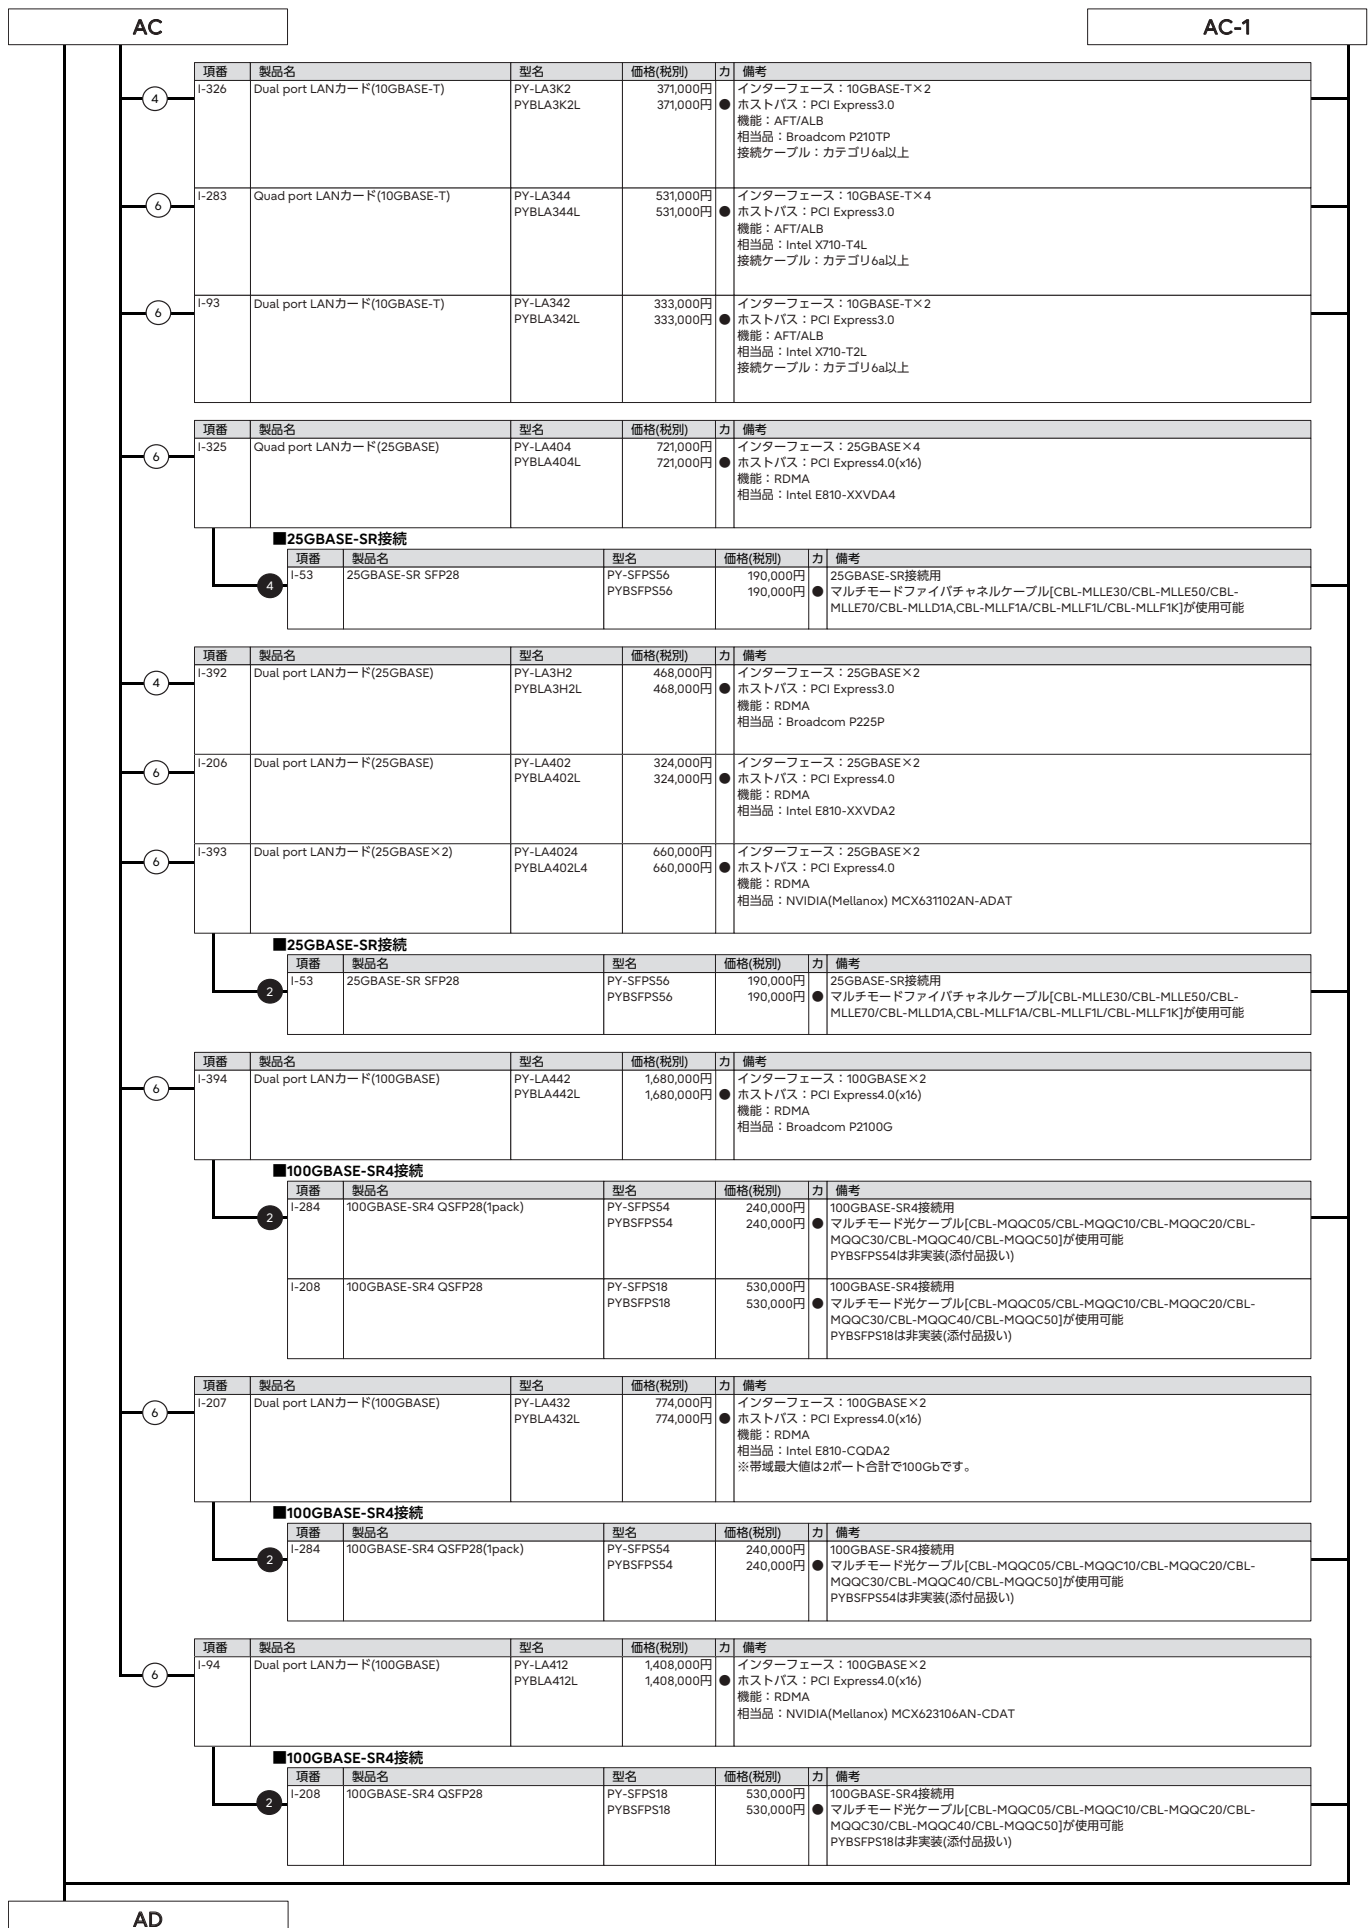 AC
AC-1
項番 製品名 型名 価格(税別) カ 備考
4 I-326 Dual port LANカード(10GBASE-T) PY-LA3K2 371,000円 インターフェース：10GBASE-T×2
PYBLA3K2L 371,000円 ● ホストバス：PCI Express3.0
機能：AFT/ALB
相当品：Broadcom P210TP
接続ケーブル：カテゴリ6a以上
6 I-283 Quad port LANカード(10GBASE-T) PY-LA344 531,000円 インターフェース：10GBASE-T×4
PYBLA344L 531,000円 ● ホストバス：PCI Express3.0
機能：AFT/ALB
相当品：Intel X710-T4L
接続ケーブル：カテゴリ6a以上
6 I-93 Dual port LANカード(10GBASE-T) PY-LA342 333,000円 インターフェース：10GBASE-T×2
PYBLA342L 333,000円 ● ホストバス：PCI Express3.0
機能：AFT/ALB
相当品：Intel X710-T2L
接続ケーブル：カテゴリ6a以上
項番 製品名 型名 価格(税別) カ 備考
6 I-325 Quad port LANカード(25GBASE) PY-LA404 721,000円 インターフェース：25GBASE×4
PYBLA404L 721,000円 ● ホストバス：PCI Express4.0(x16)
機能：RDMA
相当品：Intel E810-XXVDA4
■25GBASE-SR接続
項番 製品名 型名 価格(税別) カ 備考
4 I-53 25GBASE-SR SFP28 PY-SFPS56 190,000円 25GBASE-SR接続用
PYBSFPS56 190,000円 ● マルチモードファイバチャネルケーブル[CBL-MLLE30/CBL-MLLE50/CBL-
MLLE70/CBL-MLLD1A,CBL-MLLF1A/CBL-MLLF1L/CBL-MLLF1K]が使用可能
項番 製品名 型名 価格(税別) カ 備考
4 I-392 Dual port LANカード(25GBASE) PY-LA3H2 468,000円 インターフェース：25GBASE×2
PYBLA3H2L 468,000円 ● ホストバス：PCI Express3.0
機能：RDMA
相当品：Broadcom P225P
6 I-206 Dual port LANカード(25GBASE) PY-LA402 324,000円 インターフェース：25GBASE×2
PYBLA402L 324,000円 ● ホストバス：PCI Express4.0
機能：RDMA
相当品：Intel E810-XXVDA2
6 I-393 Dual port LANカード(25GBASE×2) PY-LA4024 660,000円 インターフェース：25GBASE×2
PYBLA402L4 660,000円 ● ホストバス：PCI Express4.0
機能：RDMA
相当品：NVIDIA(Mellanox) MCX631102AN-ADAT
■25GBASE-SR接続
項番 製品名 型名 価格(税別) カ 備考
2 I-53 25GBASE-SR SFP28 PY-SFPS56 190,000円 25GBASE-SR接続用
PYBSFPS56 190,000円 ● マルチモードファイバチャネルケーブル[CBL-MLLE30/CBL-MLLE50/CBL-
MLLE70/CBL-MLLD1A,CBL-MLLF1A/CBL-MLLF1L/CBL-MLLF1K]が使用可能
項番 製品名 型名 価格(税別) カ 備考
6 I-394 Dual port LANカード(100GBASE) PY-LA442 1,680,000円 インターフェース：100GBASE×2
PYBLA442L 1,680,000円 ● ホストバス：PCI Express4.0(x16)
機能：RDMA
相当品：Broadcom P2100G
■100GBASE-SR4接続
項番 製品名 型名 価格(税別) カ 備考
2 I-284 100GBASE-SR4 QSFP28(1pack) PY-SFPS54 240,000円 100GBASE-SR4接続用
PYBSFPS54 240,000円 ● マルチモード光ケーブル[CBL-MQQC05/CBL-MQQC10/CBL-MQQC20/CBL-
MQQC30/CBL-MQQC40/CBL-MQQC50]が使用可能
PYBSFPS54は非実装(添付品扱い)
I-208 100GBASE-SR4 QSFP28 PY-SFPS18 530,000円 100GBASE-SR4接続用
PYBSFPS18 530,000円 ● マルチモード光ケーブル[CBL-MQQC05/CBL-MQQC10/CBL-MQQC20/CBL-
MQQC30/CBL-MQQC40/CBL-MQQC50]が使用可能
PYBSFPS18は非実装(添付品扱い)
項番 製品名 型名 価格(税別) カ 備考
6 I-207 Dual port LANカード(100GBASE) PY-LA432 774,000円 インターフェース：100GBASE×2
PYBLA432L 774,000円 ● ホストバス：PCI Express4.0(x16)
機能：RDMA
相当品：Intel E810-CQDA2
※帯域最大値は2ポート合計で100Gbです。
■100GBASE-SR4接続
項番 製品名 型名 価格(税別) カ 備考
2 I-284 100GBASE-SR4 QSFP28(1pack) PY-SFPS54 240,000円 100GBASE-SR4接続用
PYBSFPS54 240,000円 ● マルチモード光ケーブル[CBL-MQQC05/CBL-MQQC10/CBL-MQQC20/CBL-
MQQC30/CBL-MQQC40/CBL-MQQC50]が使用可能
PYBSFPS54は非実装(添付品扱い)
項番 製品名 型名 価格(税別) カ 備考
6 I-94 Dual port LANカード(100GBASE) PY-LA412 1,408,000円 インターフェース：100GBASE×2
PYBLA412L 1,408,000円 ● ホストバス：PCI Express4.0(x16)
機能：RDMA
相当品：NVIDIA(Mellanox) MCX623106AN-CDAT
■100GBASE-SR4接続
項番 製品名 型名 価格(税別) カ 備考
2 I-208 100GBASE-SR4 QSFP28 PY-SFPS18 530,000円 100GBASE-SR4接続用
PYBSFPS18 530,000円 ● マルチモード光ケーブル[CBL-MQQC05/CBL-MQQC10/CBL-MQQC20/CBL-
MQQC30/CBL-MQQC40/CBL-MQQC50]が使用可能
PYBSFPS18は非実装(添付品扱い)
AD